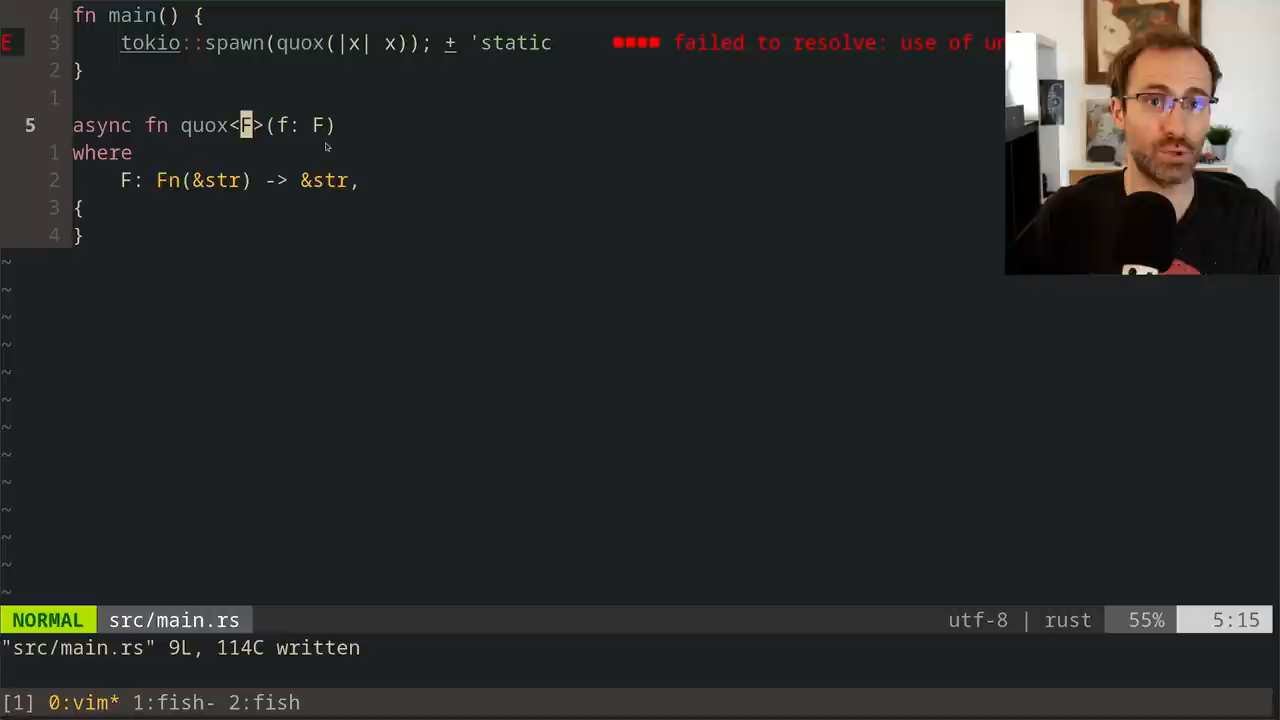 4 fn main() {
E 3 tokio::spawn(quox(|x| x)); + 'static ■■■■ failed to resolve: use of
2 }
1
5 async fn quox<F>(f: F)
1 where
2 F: Fn(&str) -> &str,
3 {
4 }
~
~
~
~
~
~
~
~
~
~
~
~
~
NORMAL src/main.rs utf-8 | rust 55% 5:15
"src/main.rs" 9L, 114C written
[1] 0:vim* 1:fish- 2:fish